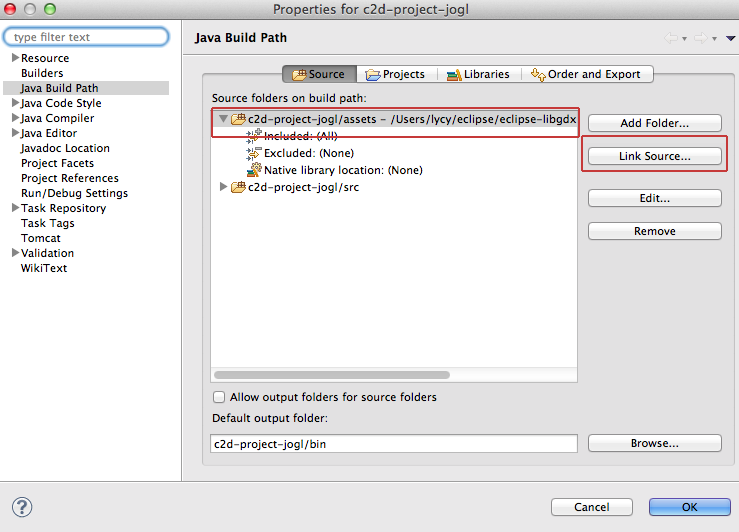 Properties for c2d-project-jogl
type filter text
Resource
Builders
Java Build Path
Java Code Style
Java Compiler
Java Editor
Javadoc Location
Project Facets
Project References
Run/Debug Settings
Task Repository
Task Tags
Tomcat
Validation
WikiText
Java Build Path
Source Projects Libraries Order and Export
Source folders on build path:
c2d-project-jogl/assets – /Users/lycy/eclipse/eclipse-libgdx
Included: (All)
Excluded: (None)
Native library location: (None)
c2d-project-jogl/src
Add Folder...
Link Source...
Edit...
Remove
Allow output folders for source folders
Default output folder:
c2d-project-jogl/bin
Browse...
?
Cancel
OK